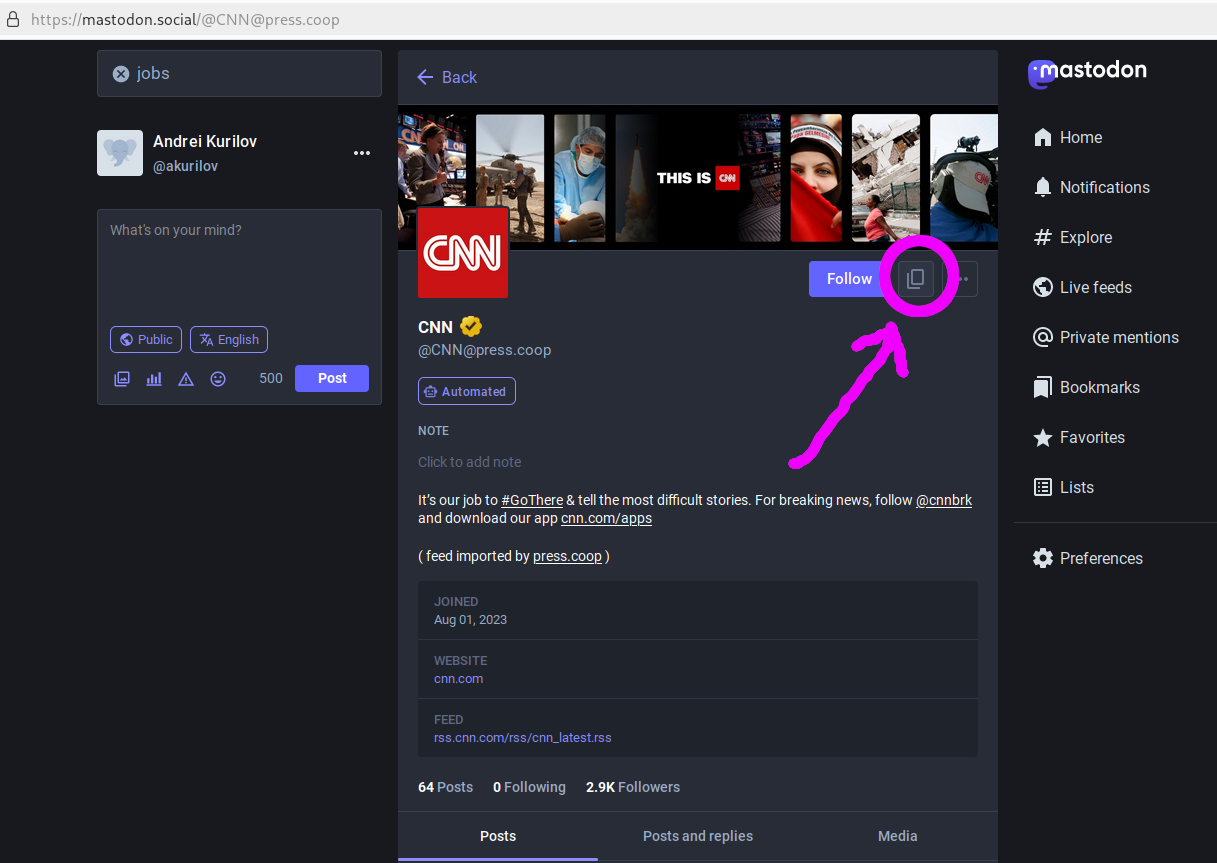 https://mastodon.social/@CNN@press.coop
jobs
Andrei Kurilov
@akurilov
What's on your mind?
Public
English
500
Post
Back
THIS IS CNN
CNN
Follow
CNN
@CNN@press.coop
Automated
NOTE
Click to add note
It's our job to #GoThere & tell the most difficult stories. For breaking news, follow @cnnbrk
and download our app cnn.com/apps
( feed imported by press.coop )
JOINED
Aug 01, 2023
WEBSITE
cnn.com
FEED
rss.cnn.com/rss/cnn_latest.rss
64 Posts 0 Following 2.9K Followers
Posts Posts and replies Media
mastodon
Home
Notifications
Explore
Live feeds
Private mentions
Bookmarks
Favorites
Lists
Preferences